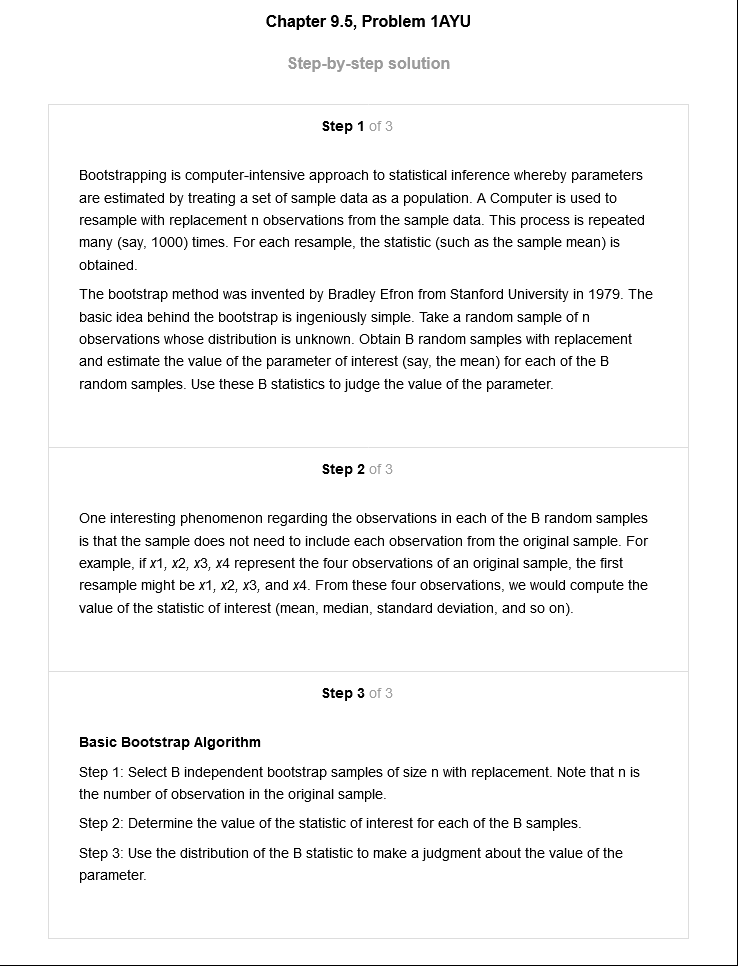 Chapter 9.5, Problem 1AYU
Step-by-step solution
Step 1 of 3
Bootstrapping is computer-intensive approach to statistical inference whereby parameters
are estimated by treating a set of sample data as a population. A Computer is used to
resample with replacement n observations from the sample data. This process is repeated
many (say, 1000) times. For each resample, the statistic (such as the sample mean) is
obtained.
The bootstrap method was invented by Bradley Efron from Stanford University in 1979. The
basic idea behind the bootstrap is ingeniously simple. Take a random sample of n
observations whose distribution is unknown. Obtain B random samples with replacement
and estimate the value of the parameter of interest (say, the mean) for each of the B
random samples. Use these B statistics to judge the value of the parameter.
Step 2 of 3
One interesting phenomenon regarding the observations in each of the B random samples
is that the sample does not need to include each observation from the original sample. For
example, if x1, x2, x3, x4 represent the four observations of an original sample, the first
resample might be x1, x2, x3, and x4. From these four observations, we would compute the
value of the statistic of interest (mean, median, standard deviation, and so on).
Step 3 of 3
Basic Bootstrap Algorithm
Step 1: Select B independent bootstrap samples of size n with replacement. Note that n is
the number of observation in the original sample.
Step 2: Determine the value of the statistic of interest for each of the B samples.
Step 3: Use the distribution of the B statistic to make a judgment about the value of the
parameter.